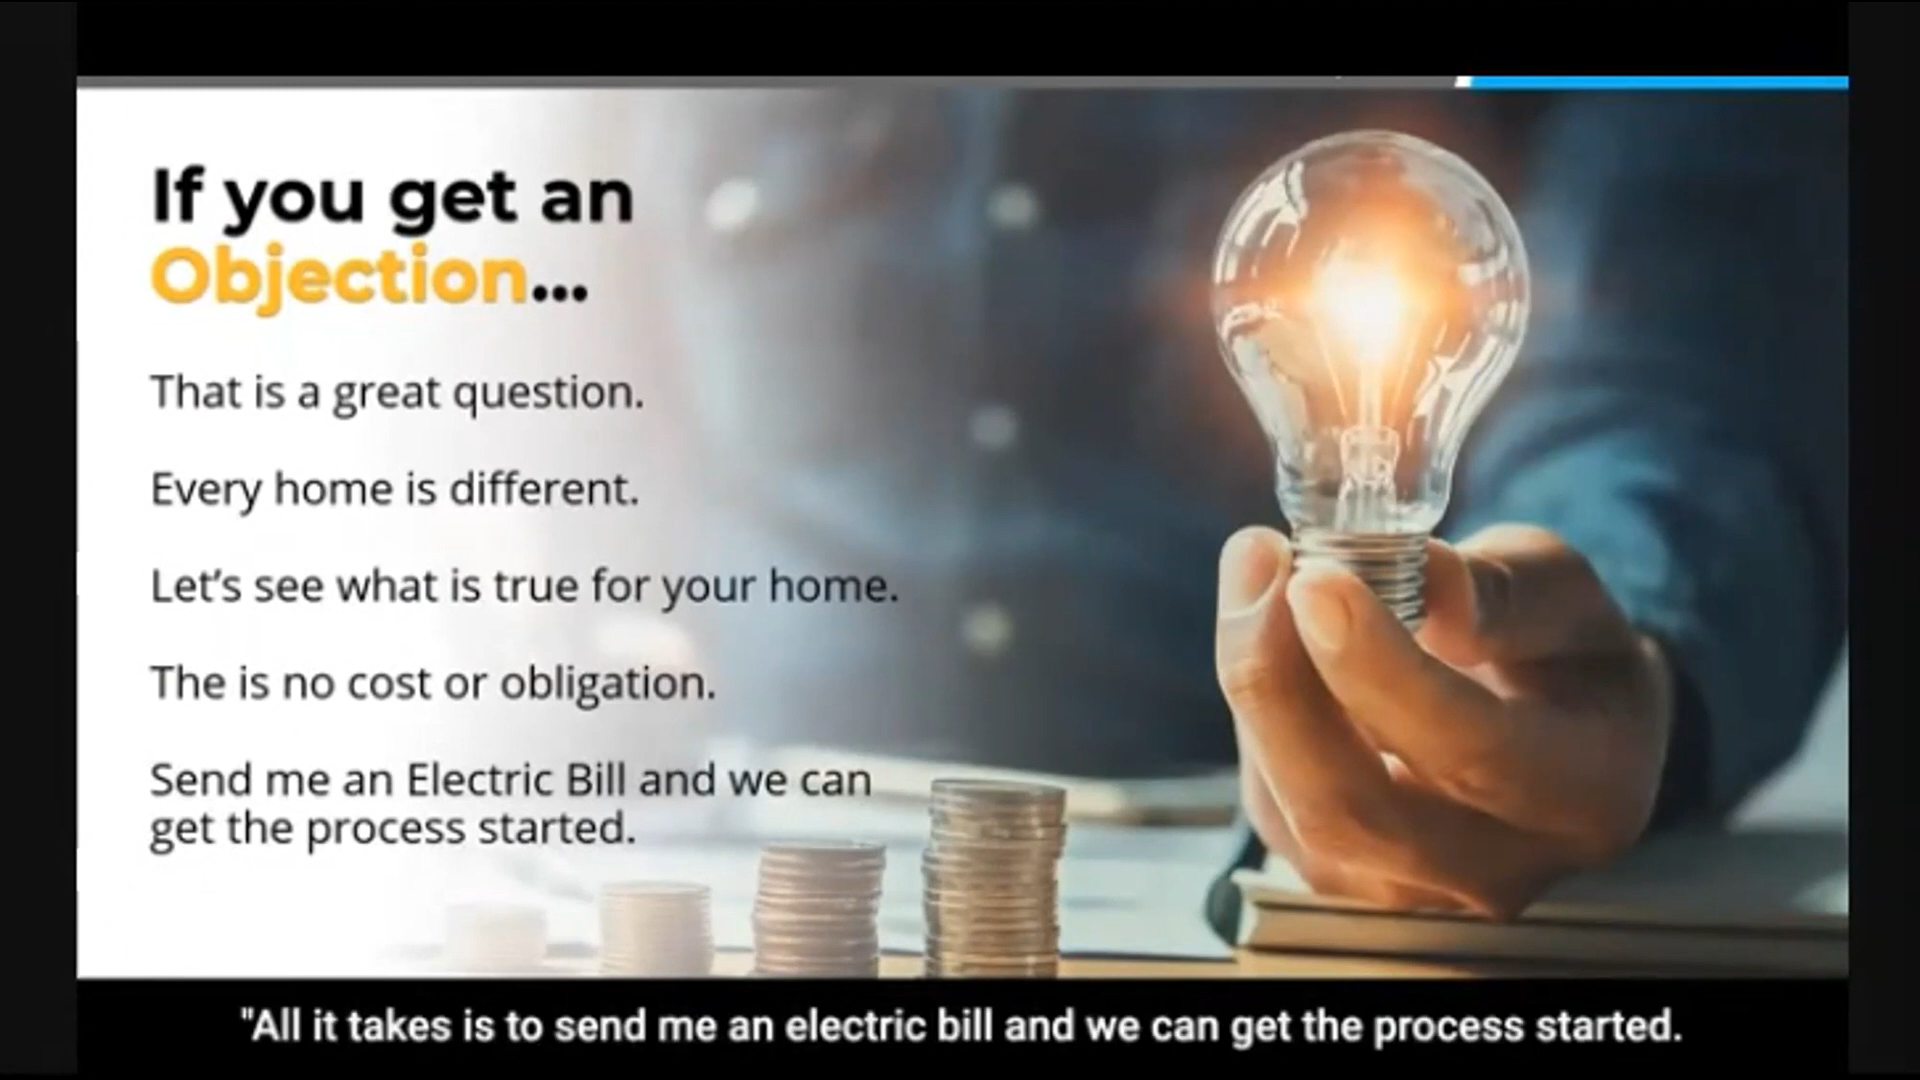 If you get an
Objection...
That is a great question.
Every home is different.
Let’s see what is true for your home.
The is no cost or obligation.
Send me an Electric Bill and we can
get the process started.
"All it takes is to send me an electric bill and we can get the process started.